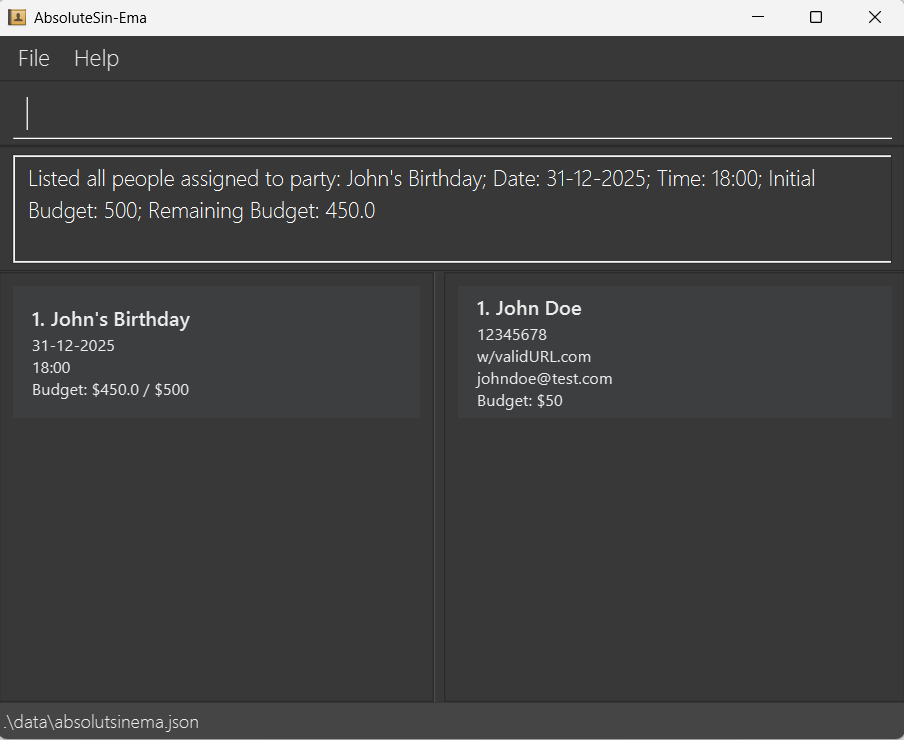 AbsoluteSin-Ema
File Help
Listed all people assigned to party: John's Birthday; Date: 31-12-2025; Time: 18:00; Initial
Budget: 500; Remaining Budget: 450.0
1. John's Birthday
31-12-2025
18:00
Budget: $450.0 / $500
1. John Doe
12345678
w/validURL.com
johndoe@test.com
Budget: $50
.\data\absolutsinema.json